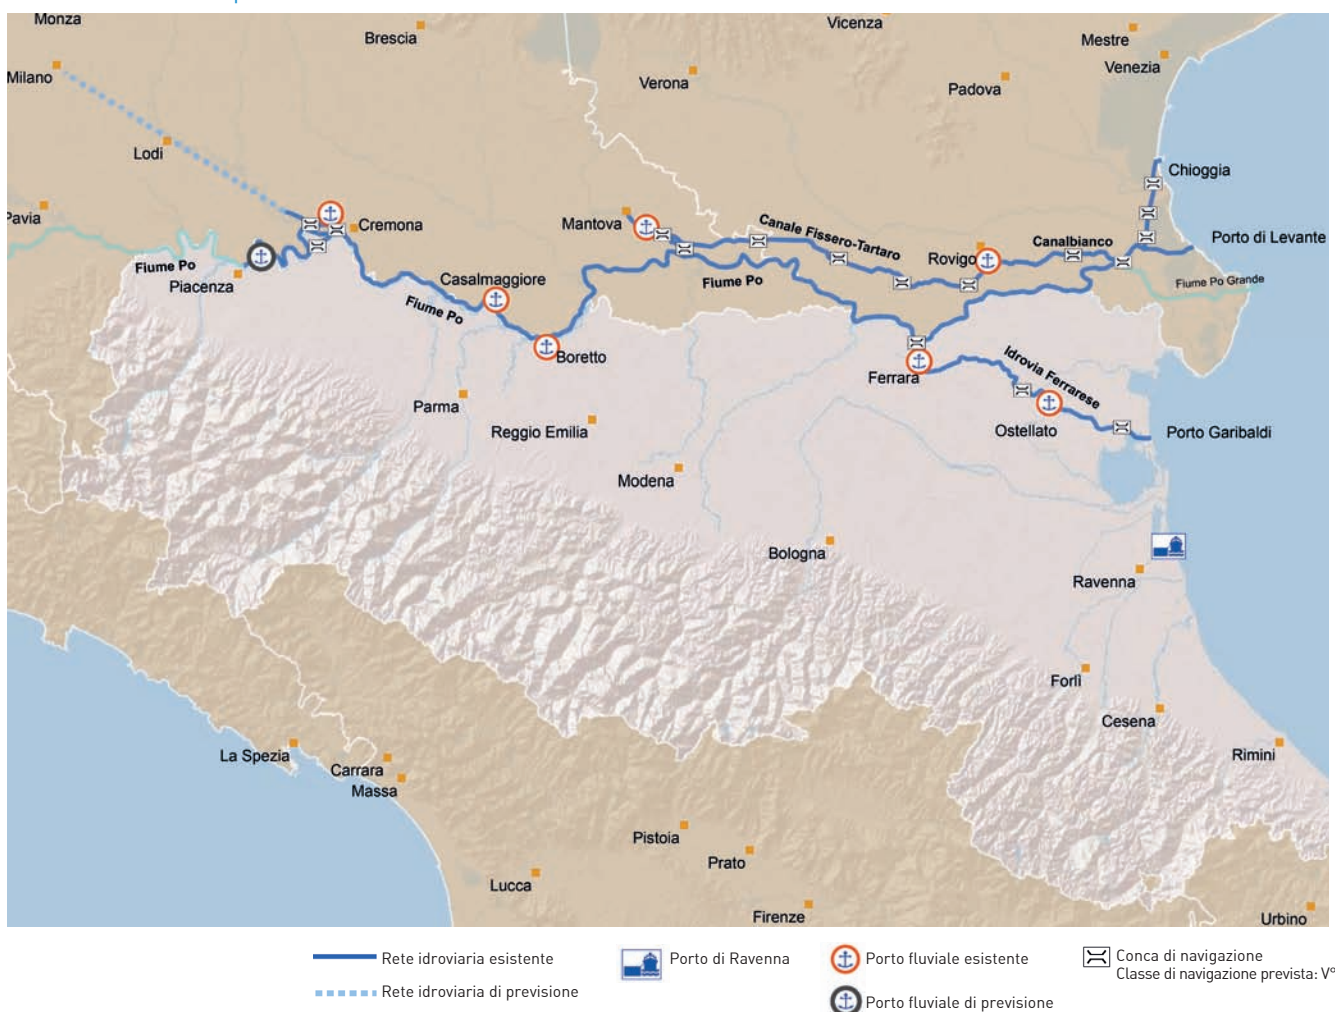 Monza
Brescia
Vicenza
Mestre
Venezia
Milano
Verona
Padova
Lodi
Chioggia
Pavia
Cremona
Mantova
Canale Fissero-Tartaro
Rovigo
Canalbianco
Porto di Levante
Fiume Po
Piacenza
Casalmaggiore
Fiume Po
Fiume Po
Fiume Po Grande
Boretto
Ferrara
Idrovia Ferrarese
Parma
Reggio Emilia
Ostellato
Porto Garibaldi
Modena
Bologna
Ravenna
Forlì
Cesena
La Spezia
Carrara
Massa
Rimini
Pistoia
Prato
Lucca
Firenze
Urbino
Rete idroviaria esistente
Rete idroviaria di previsione
Porto di Ravenna
Porto fluviale esistente
Porto fluviale di previsione
Conca di navigazione
Classe di navigazione prevista: V°